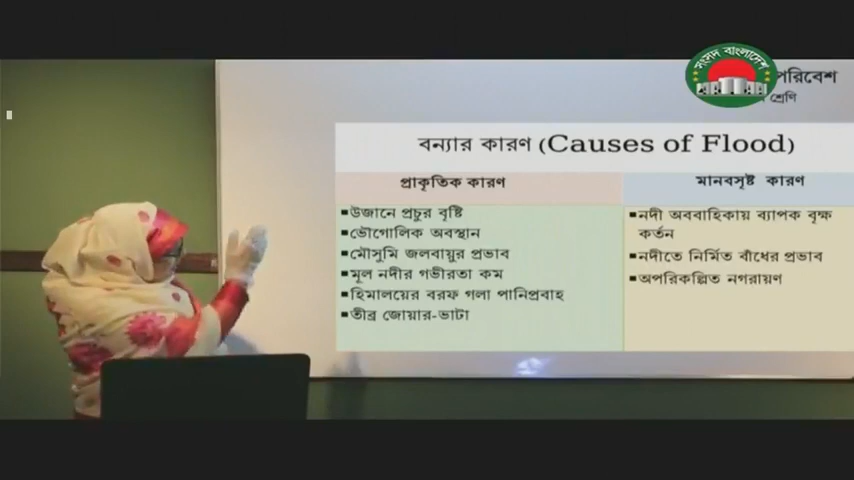 সংসদ বাংলাদেশ
পরিবেশ
শ্রেণি
বন্যার কারণ (Causes of Flood)
প্রাকৃতিক কারণ
▪উজানে প্রচুর বৃষ্টি
▪ভৌগোলিক অবস্থান
▪মৌসুমি জলবায়ুর প্রভাব
▪মূল নদীর গভীরতা কম
▪হিমালয়ের বরফ গলা পানিপ্রবাহ
▪তীব্র জোয়ার-ভাটা
মানবসৃষ্ট কারণ
▪নদী অববাহিকায় ব্যাপক বৃক্ষ
কর্তন
▪নদীতে নির্মিত বাঁধের প্রভাব
▪অপরিকল্পিত নগরায়ণ